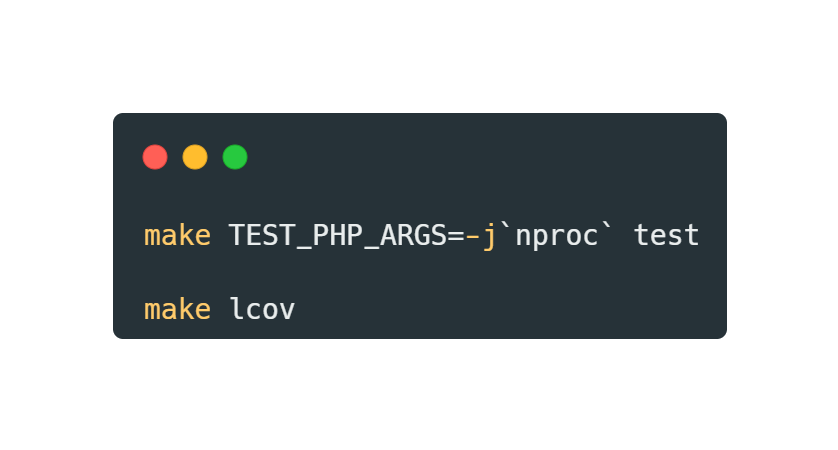 make TEST_PHP_ARGS=-j`nproc` test
make lcov